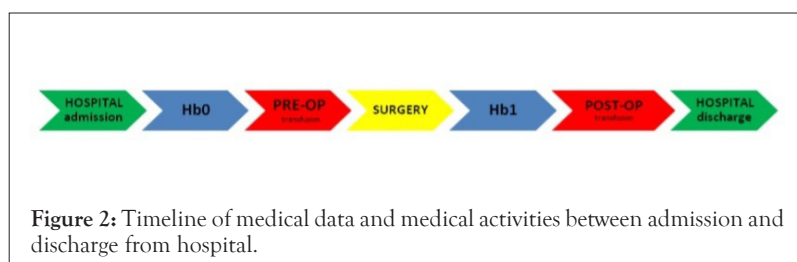 HOSPITAL
admission
Hb0
PRE-OP
transfusion
SURGERY
Hb1
POST-OP
transfusion
HOSPITAL
discharge
Figure 2: Timeline of medical data and medical activities between admission and
discharge from hospital.